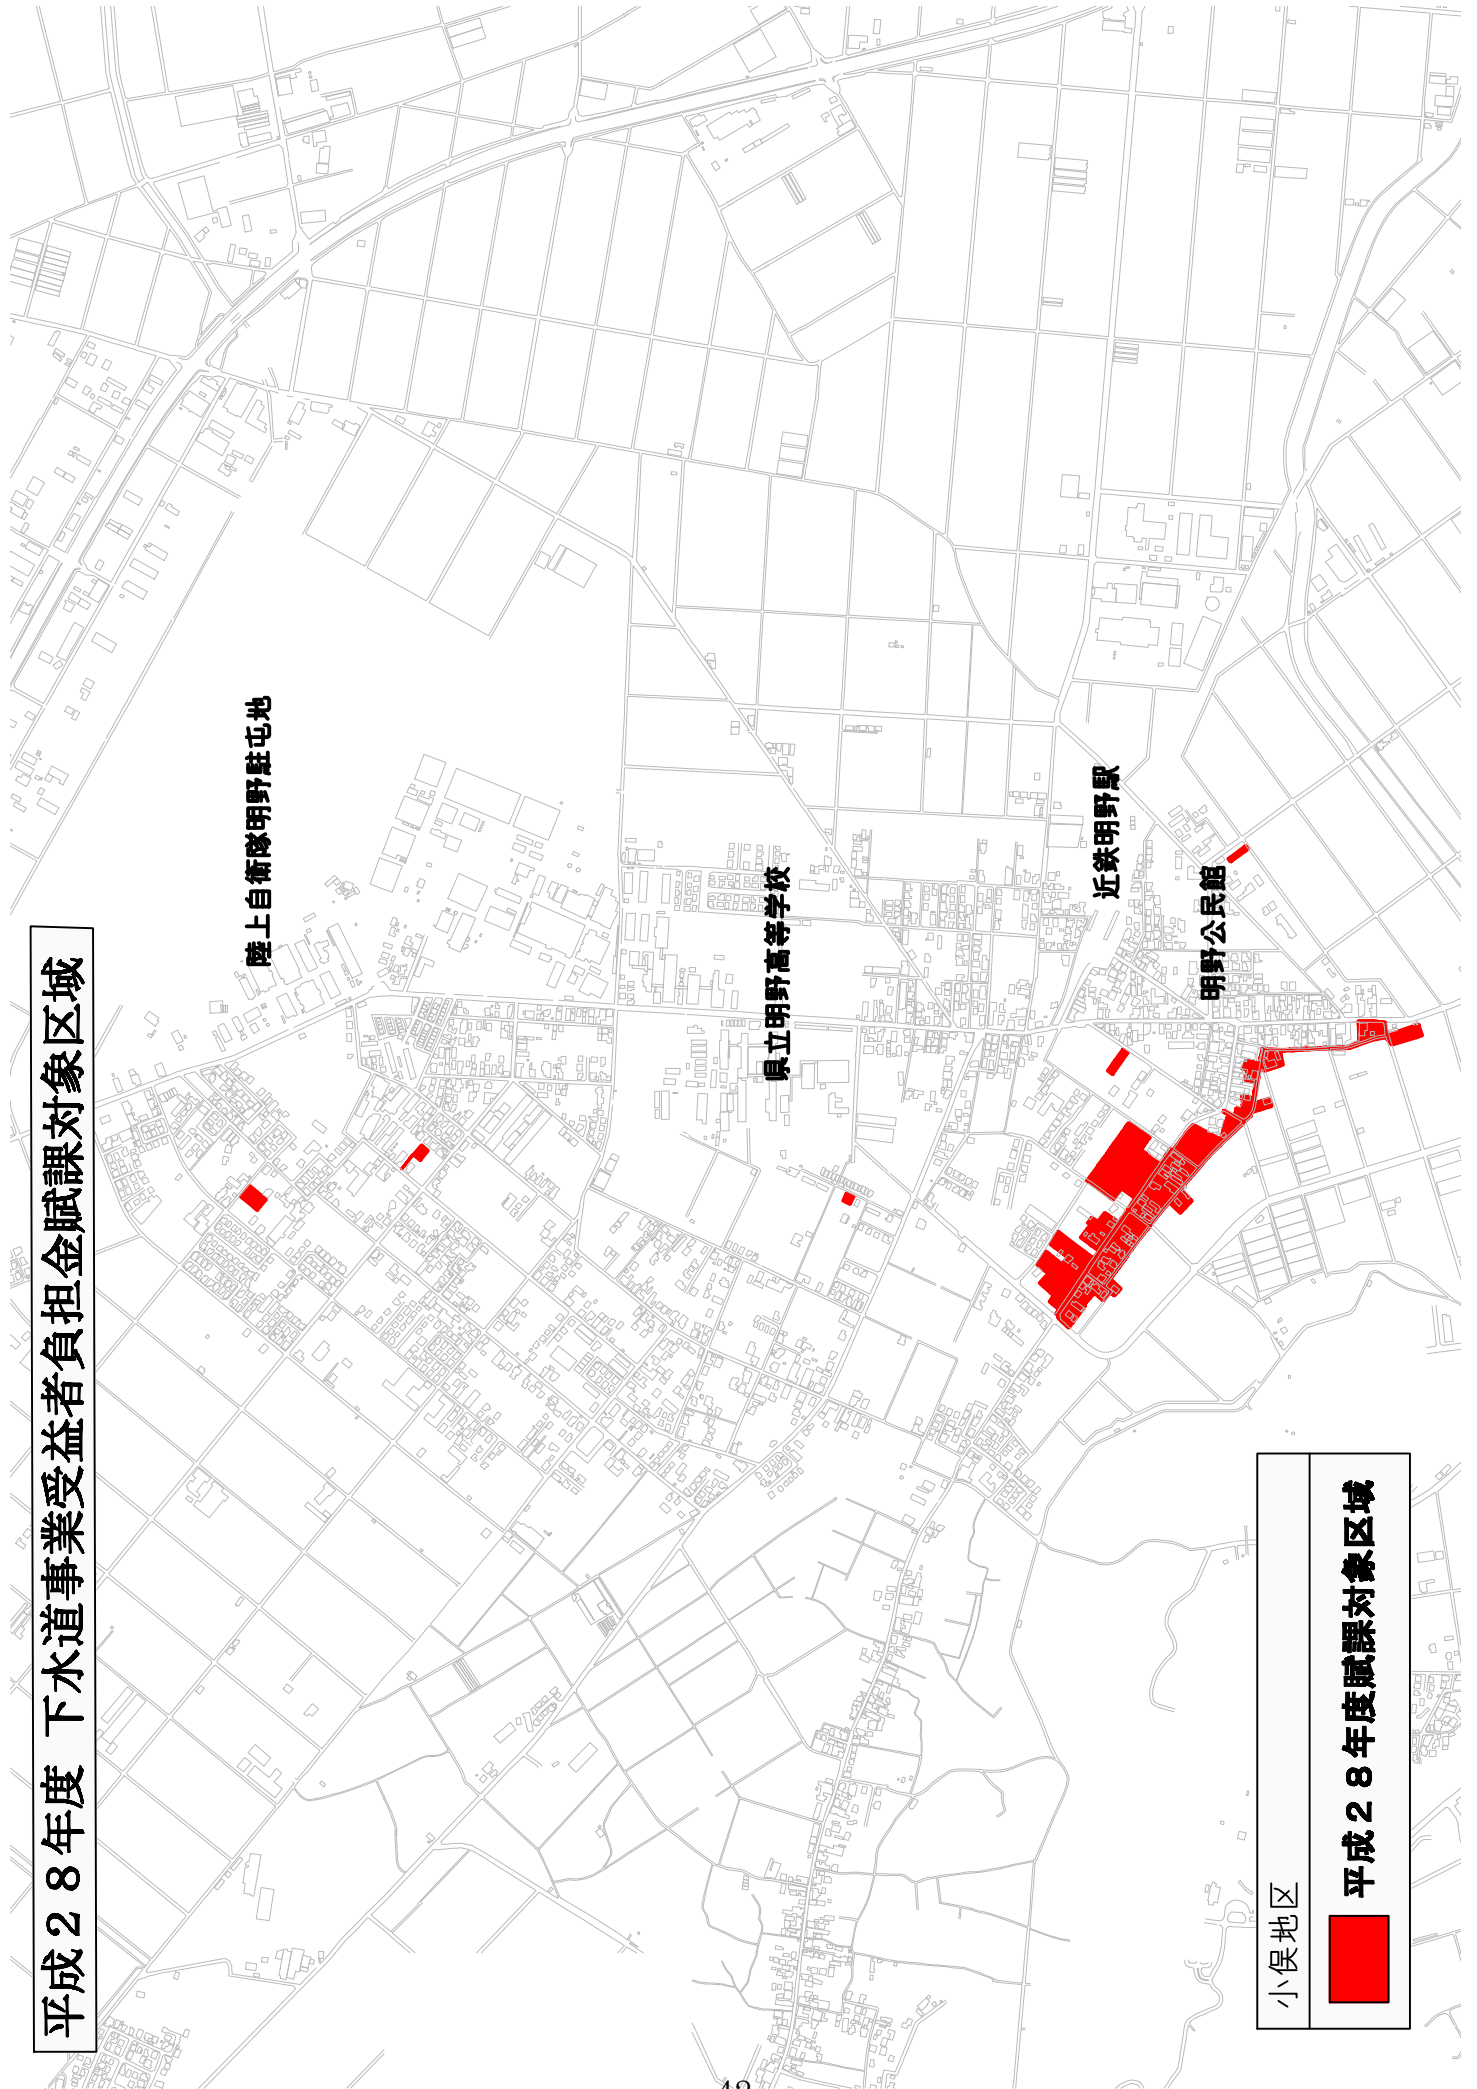 平成２８年度 下水道事業受益者負担金賦課対象区域
陸上自衛隊明野駐屯地
県立明野高等学校
近鉄明野駅
明野公民館
小俣地区
平成２８年度賦課対象区域